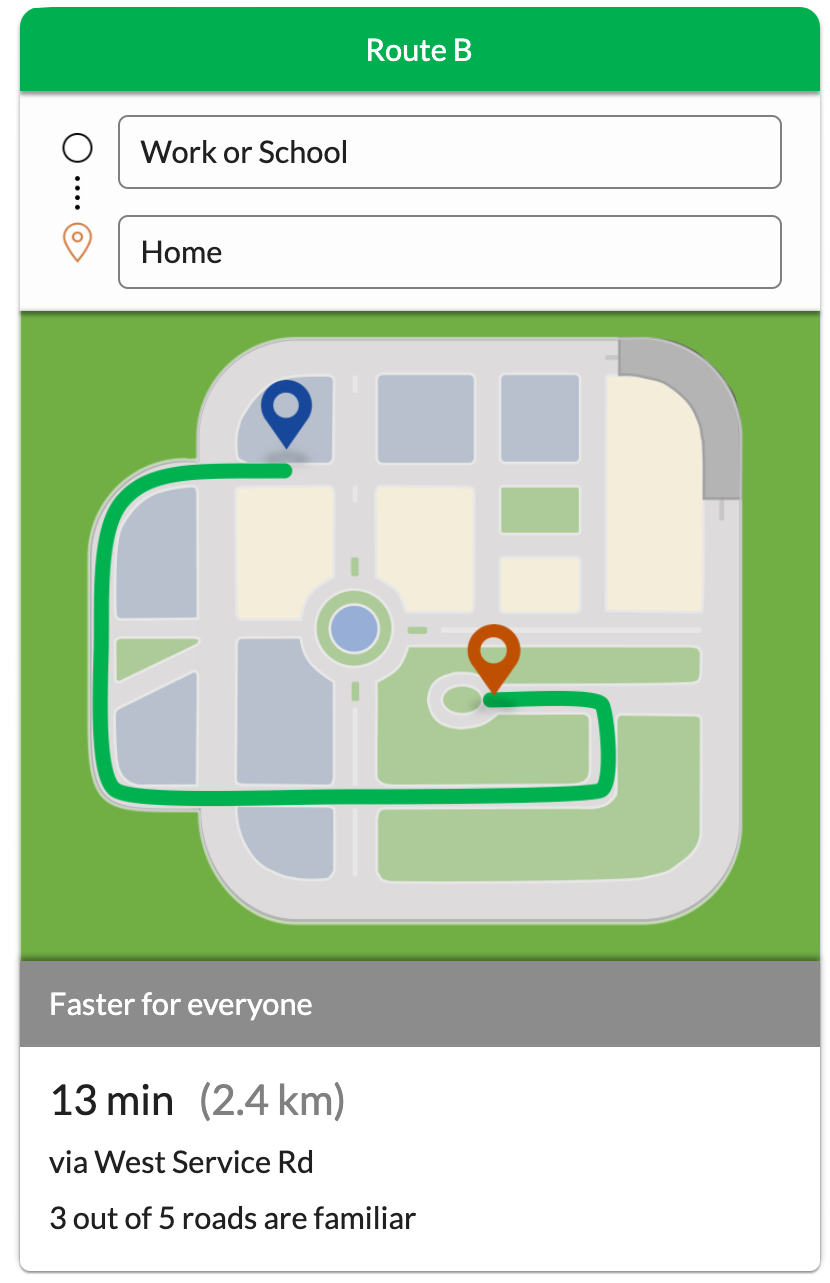 Route B
Work or School
Home
Faster for everyone
13 min (2.4 km)
via West Service Rd
3 out of 5 roads are familiar